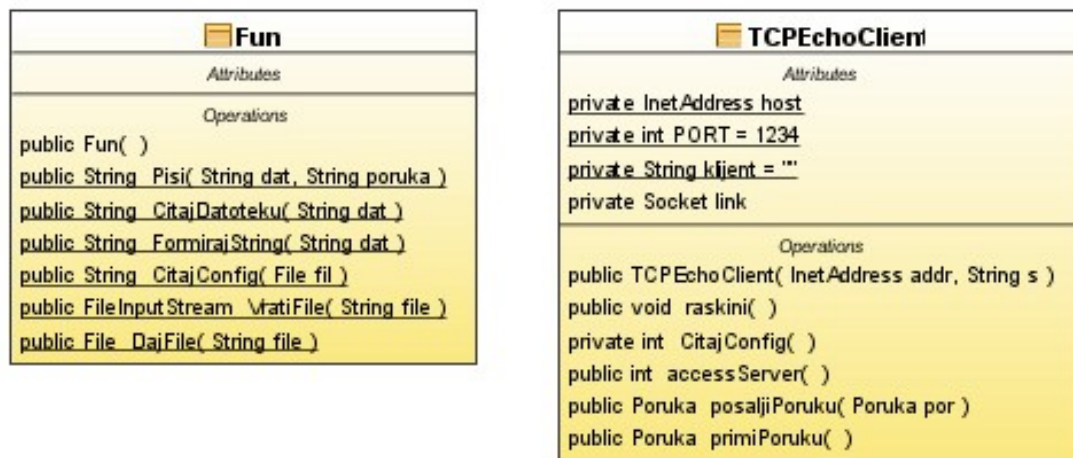 Fun
Attributes
Operations
public Fun( )
public String Pisi( String dat, String poruka )
public String CitajDatoteku( String dat )
public String FormirajString( String dat )
public String CitajConfig( File fil )
public FileInputStream VratiFile( String file )
public File DajFile( String file )
TCPEchoClient
Attributes
private InetAddress host
private int PORT = 1234
private String klijent = ""
private Socket link
Operations
public TCPEchoClient( InetAddress addr, String s )
public void raskini( )
private int CitajConfig( )
public int accessServer( )
public Poruka posaljiPoruku( Poruka por )
public Poruka primiPoruku( )